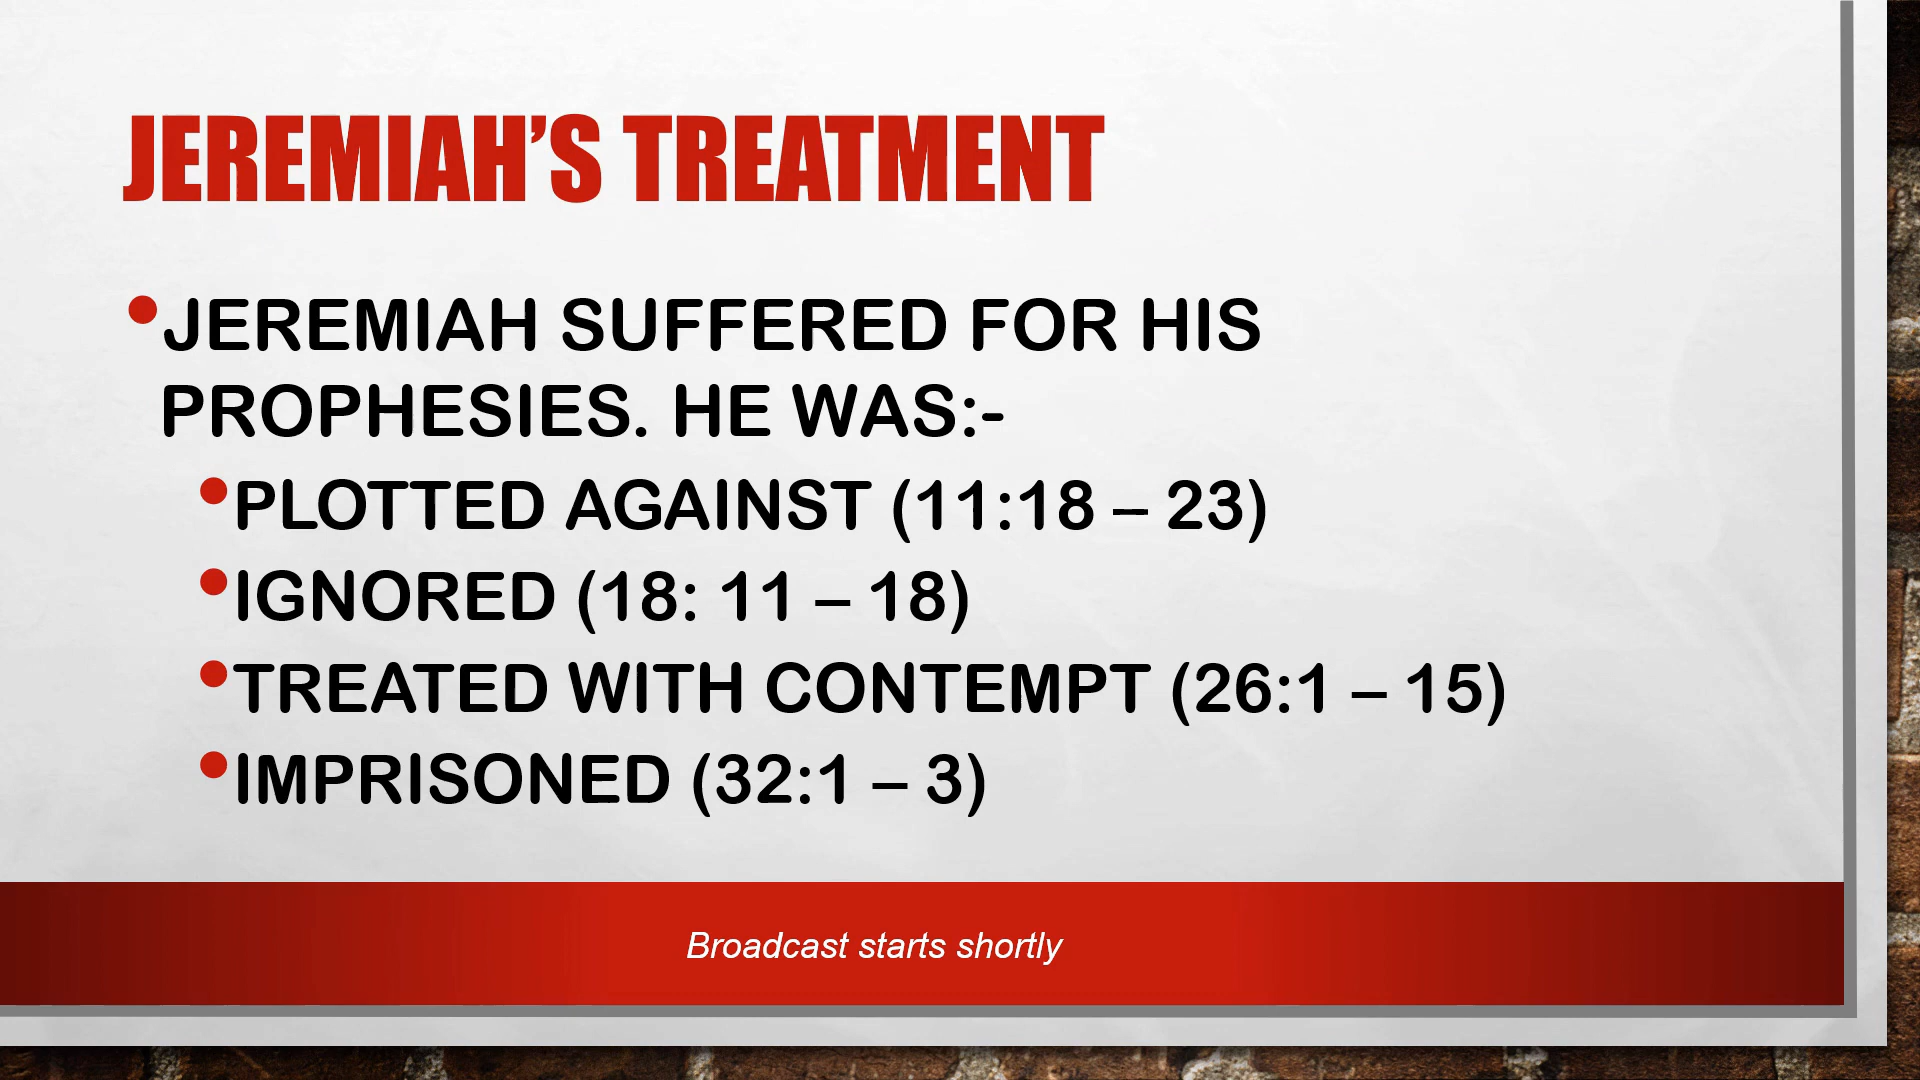 JEREMIAH’S TREATMENT
•JEREMIAH SUFFERED FOR HIS
PROPHESIES. HE WAS:-
•PLOTTED AGAINST (11:18 – 23)
•IGNORED (18: 11 – 18)
•TREATED WITH CONTEMPT (26:1 – 15)
•IMPRISONED (32:1 – 3)
Broadcast starts shortly